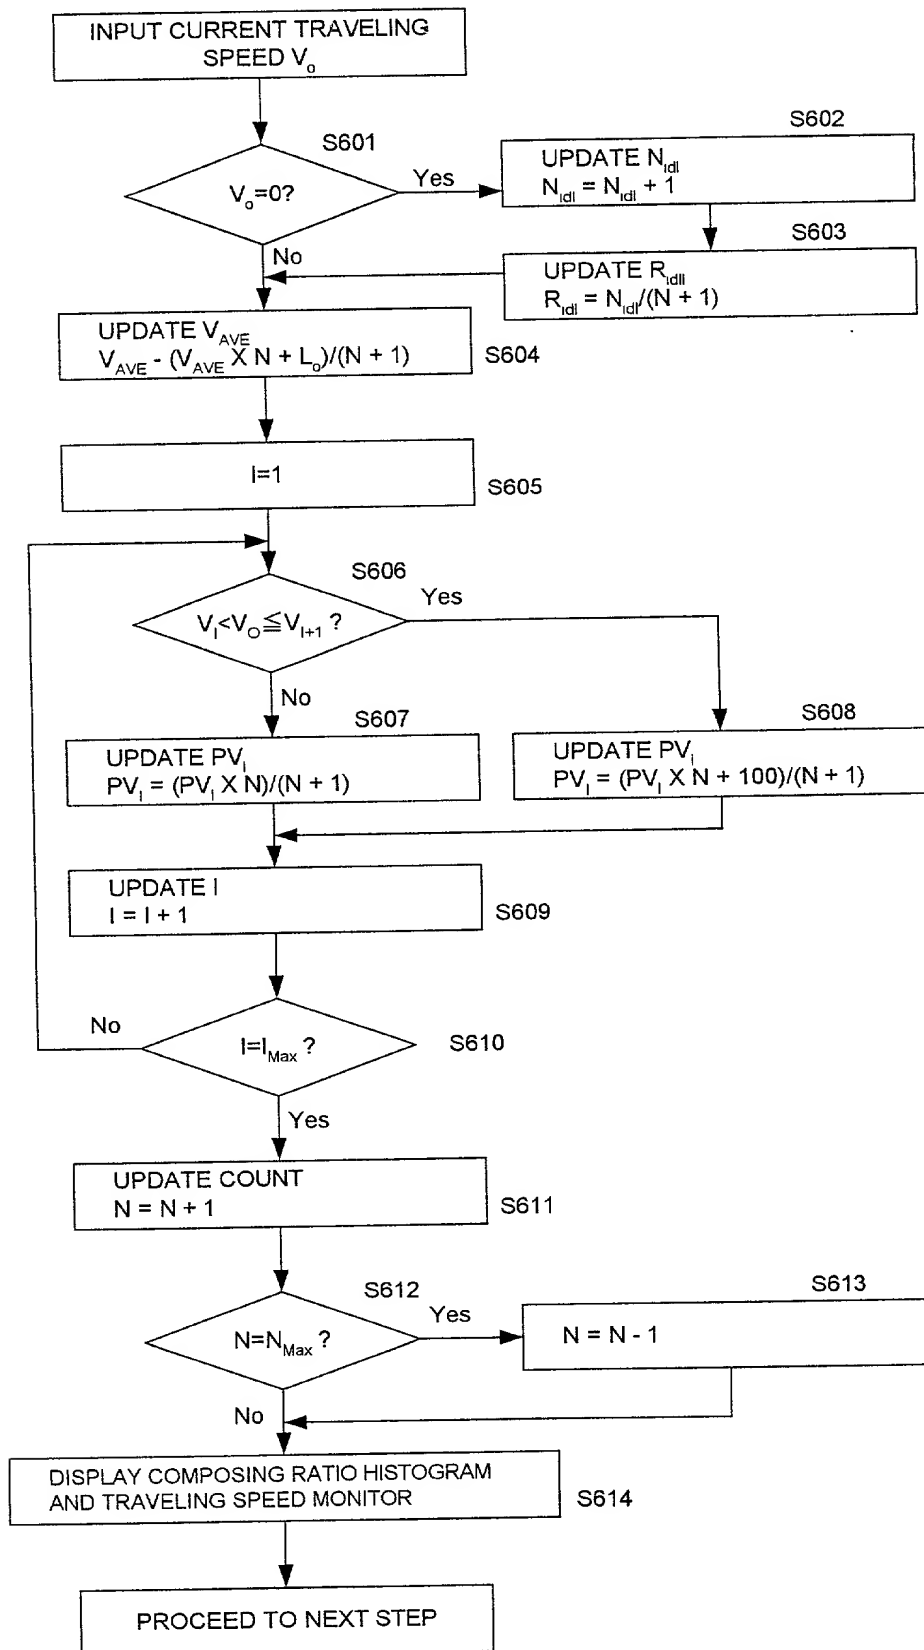 INPUT CURRENT TRAVELING
SPEED Vo
S601
Vo=0?
Yes
S602
UPDATE Nidl
Nidl = Nidl + 1
No
S603
UPDATE Ridll
Ridl = Nidl/(N + 1)
UPDATE VAVE
VAVE - (VAVE X N + Lo)/(N + 1)
S604
I=1
S605
S606
VI<VO≦VI+1 ?
Yes
No
S607
UPDATE PVI
PVI = (PVI X N)/(N + 1)
S608
UPDATE PVI
PVI = (PVI X N + 100)/(N + 1)
UPDATE I
I = I + 1
S609
No
I=IMax ?
S610
Yes
UPDATE COUNT
N = N + 1
S611
S612
N=NMax ?
Yes
S613
N = N - 1
No
DISPLAY COMPOSING RATIO HISTOGRAM
AND TRAVELING SPEED MONITOR
S614
PROCEED TO NEXT STEP